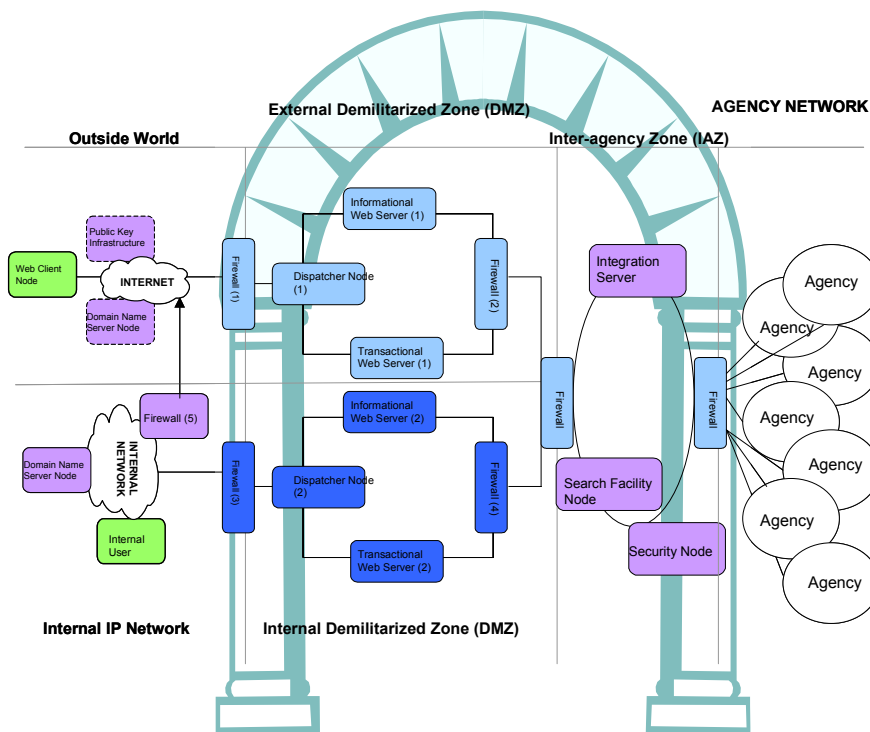 External Demilitarized Zone (DMZ)
AGENCY NETWORK
Outside World
Inter-agency Zone (IAZ)
Informational
Web Server (1)
Public Key
Infrastructure
Web Client
Node
INTERNET
Firewall (1)
Dispatcher Node
(1)
Firewall (2)
Integration
Server
Agency
Agency
Agency
Domain Name
Server Node
Transactional
Web Server (1)
Firewall
Firewall
Informational
Web Server (2)
Firewall (5)
Agency
INTERNAL
NETWORK
Domain Name
Server Node
Firewall (3)
Dispatcher Node
(2)
Firewall (4)
Search Facility
Node
Agency
Agency
Internal
User
Transactional
Web Server (2)
Security Node
Agency
Internal IP Network
Internal Demilitarized Zone (DMZ)